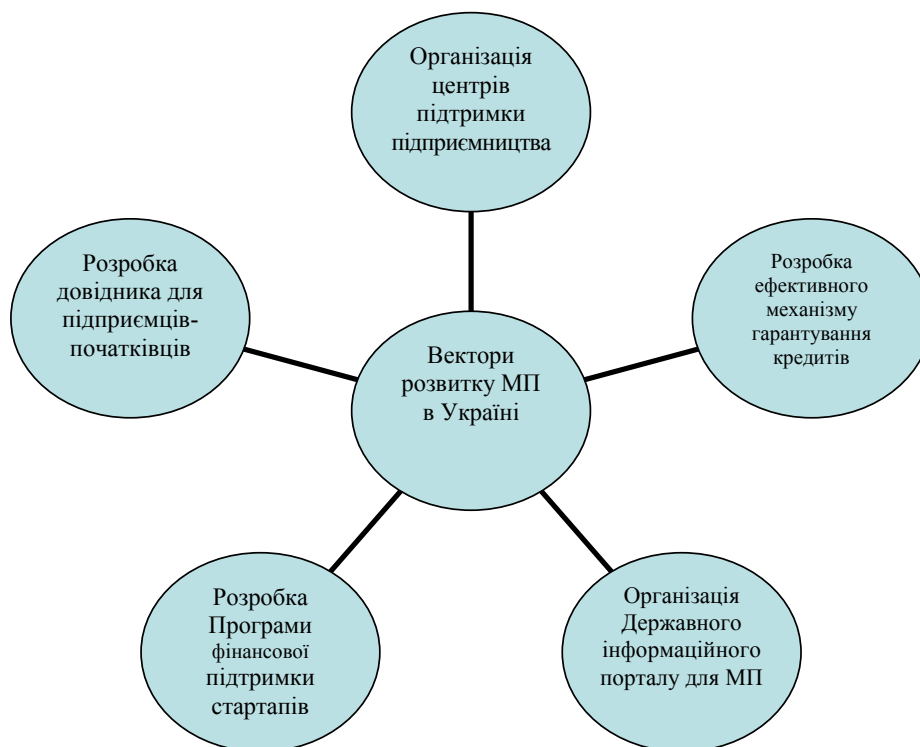 Організація
центрів
підтримки
підприємництва
Розробка
довідника для
підприємців-
початківців
Розробка
ефективного
механізму
гарантування
кредитів
Вектори
розвитку МП
в Україні
Розробка
Програми
фінансової
підтримки
стартапів
Організація
Державного
інформаційного
порталу для МП